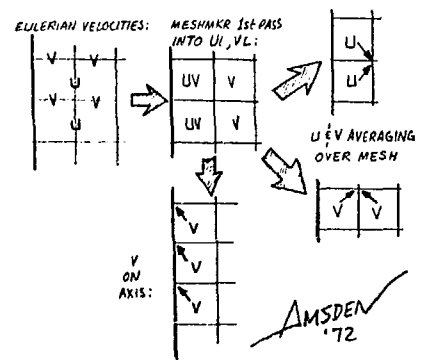 EULERIAN VELOCITIES:
MESHMKR 1st PASS
INTO UL, VL:
V V
U
V V
U
UV V
UV V
U
U
U & V AVERAGING
OVER MESH
V V
V
ON
AXIS:
V
V
V
AMSDEN
'72